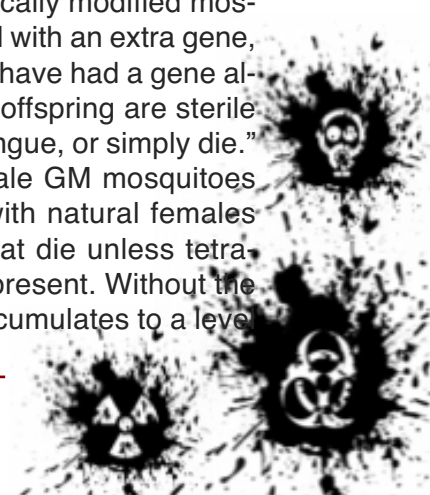 cally modified mos-
with an extra gene,
have had a gene al-
offspring are sterile
ngue, or simply die.”
ale GM mosquitoes
with natural females
at die unless tetra-
present. Without the
cumulates to a level